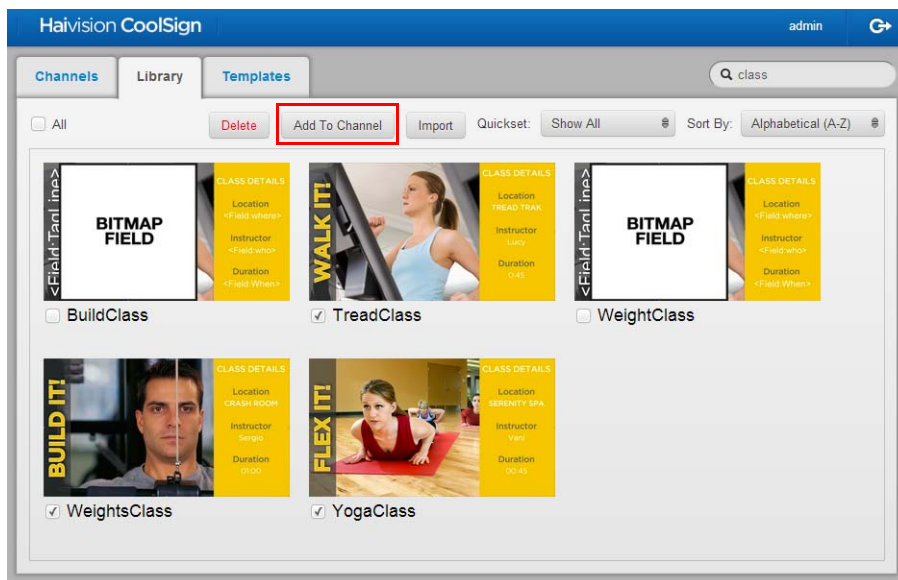 Haivision CoolSign
admin
Channels
Library
Templates
class
All
Delete
Add To Channel
Import
Quickset:
Show All
Sort By:
Alphabetical (A-Z)
<Field:TagLine>
BITMAP
FIELD
CLASS DETAILS
Location
<Field:where>
Instructor
<Field:who>
Duration
<Field:When>
BuildClass
WALK IT!
CLASS DETAILS
Location
TREAD TRAK
Instructor
Lucy
Duration
0:45
TreadClass
<Field:TagLine>
BITMAP
FIELD
CLASS DETAILS
Location
<Field:where>
Instructor
<Field:who>
Duration
<Field:When>
WeightClass
BUILD IT!
CLASS DETAILS
Location
CRASH ROOM
Instructor
Sergio
Duration
01:00
WeightsClass
FLEX IT!
CLASS DETAILS
Location
SERENITY SPA
Instructor
Vani
Duration
00:45
YogaClass